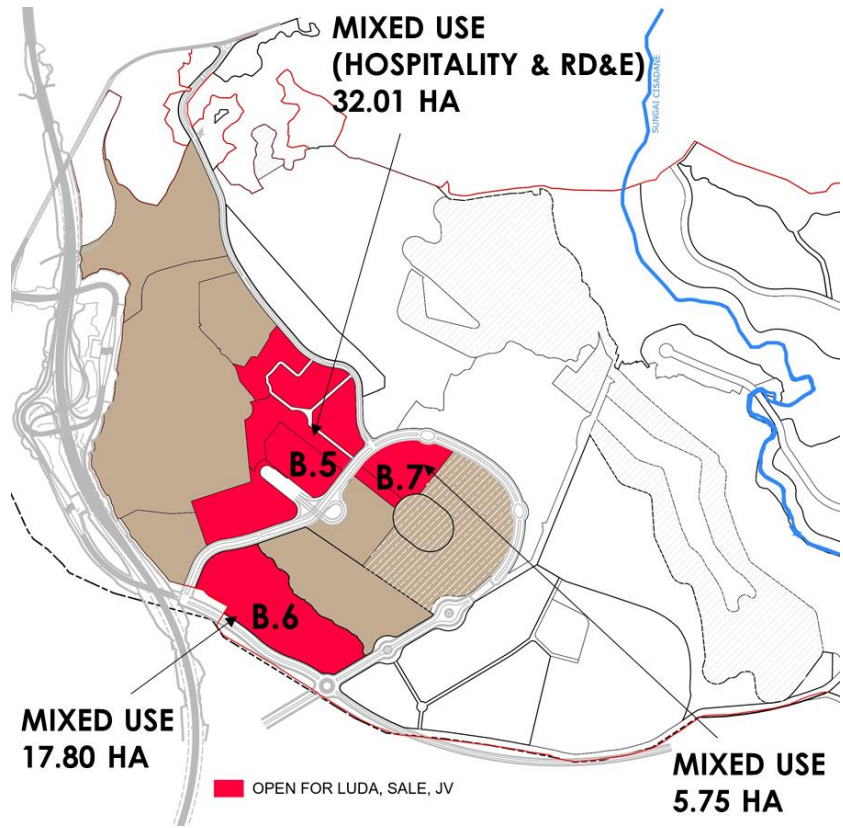 MIXED USE
(HOSPITALITY & RD&E)
32.01 HA
SUNGAI CISADANE
B.5
B.7
B.6
MIXED USE
17.80 HA
MIXED USE
5.75 HA
OPEN FOR LUDA, SALE, JV